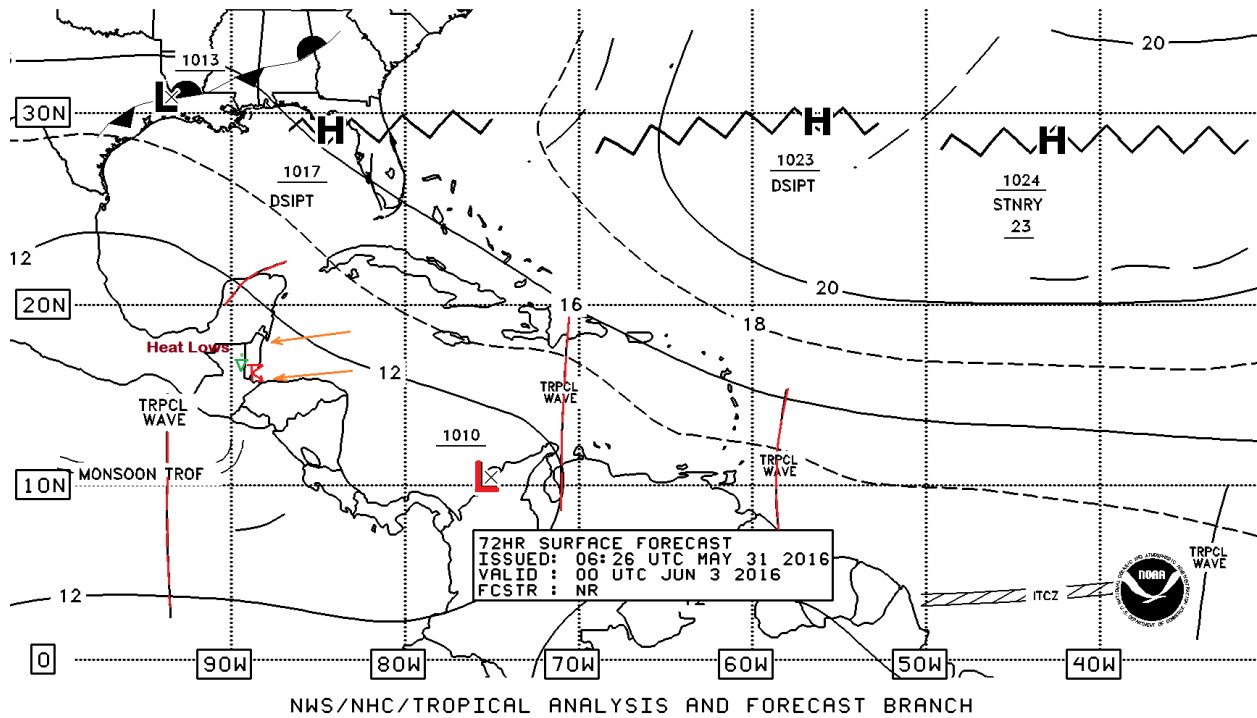 20
1013
L
30N
H
H
H
1017
DSIPT
1023
DSIPT
1024
STNRY
23
12
20
20N
16
18
Heat Lows
12
TRPCL
WAVE
TRPCL
WAVE
1010
MONSOON TROF
L
TRPCL
WAVE
10N
72HR SURFACE FORECAST
ISSUED: 06:26 UTC MAY 31 2016
VALID : 00 UTC JUN 3 2016
FCSTR : NR
TRPCL
WAVE
NOAA
12
ITCZ
0
90W
80W
70W
60W
50W
40W
NWS/NHC/TROPICAL ANALYSIS AND FORECAST BRANCH